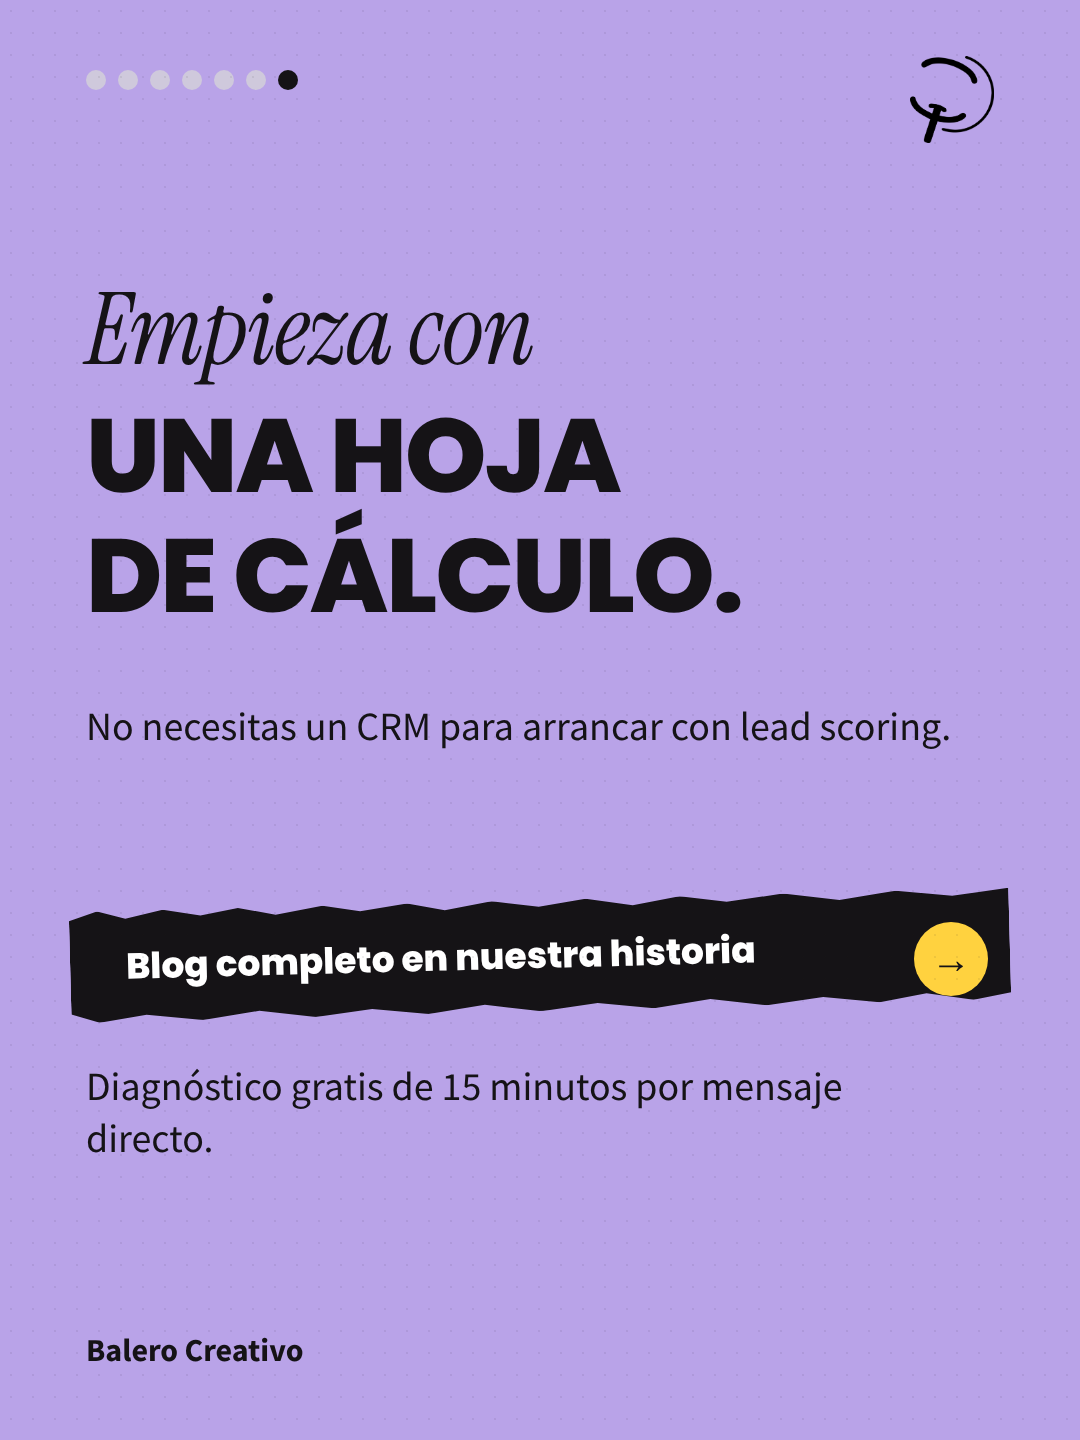 Empieza con
UNA HOJA
DE CÁLCULO.
No necesitas un CRM para arrancar con lead scoring.
Blog completo en nuestra historia
→
Diagnóstico gratis de 15 minutos por mensaje
directo.
Balero Creativo